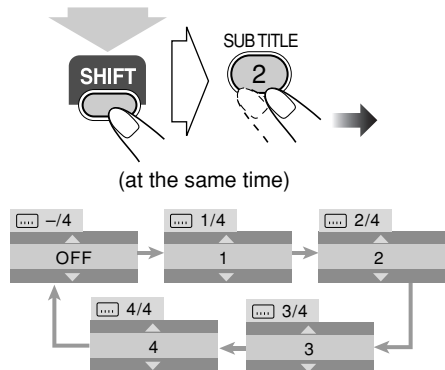 SUB TITLE
SHIFT
2
(at the same time)
–/4
1/4
2/4
OFF
1
2
4/4
3/4
4
3